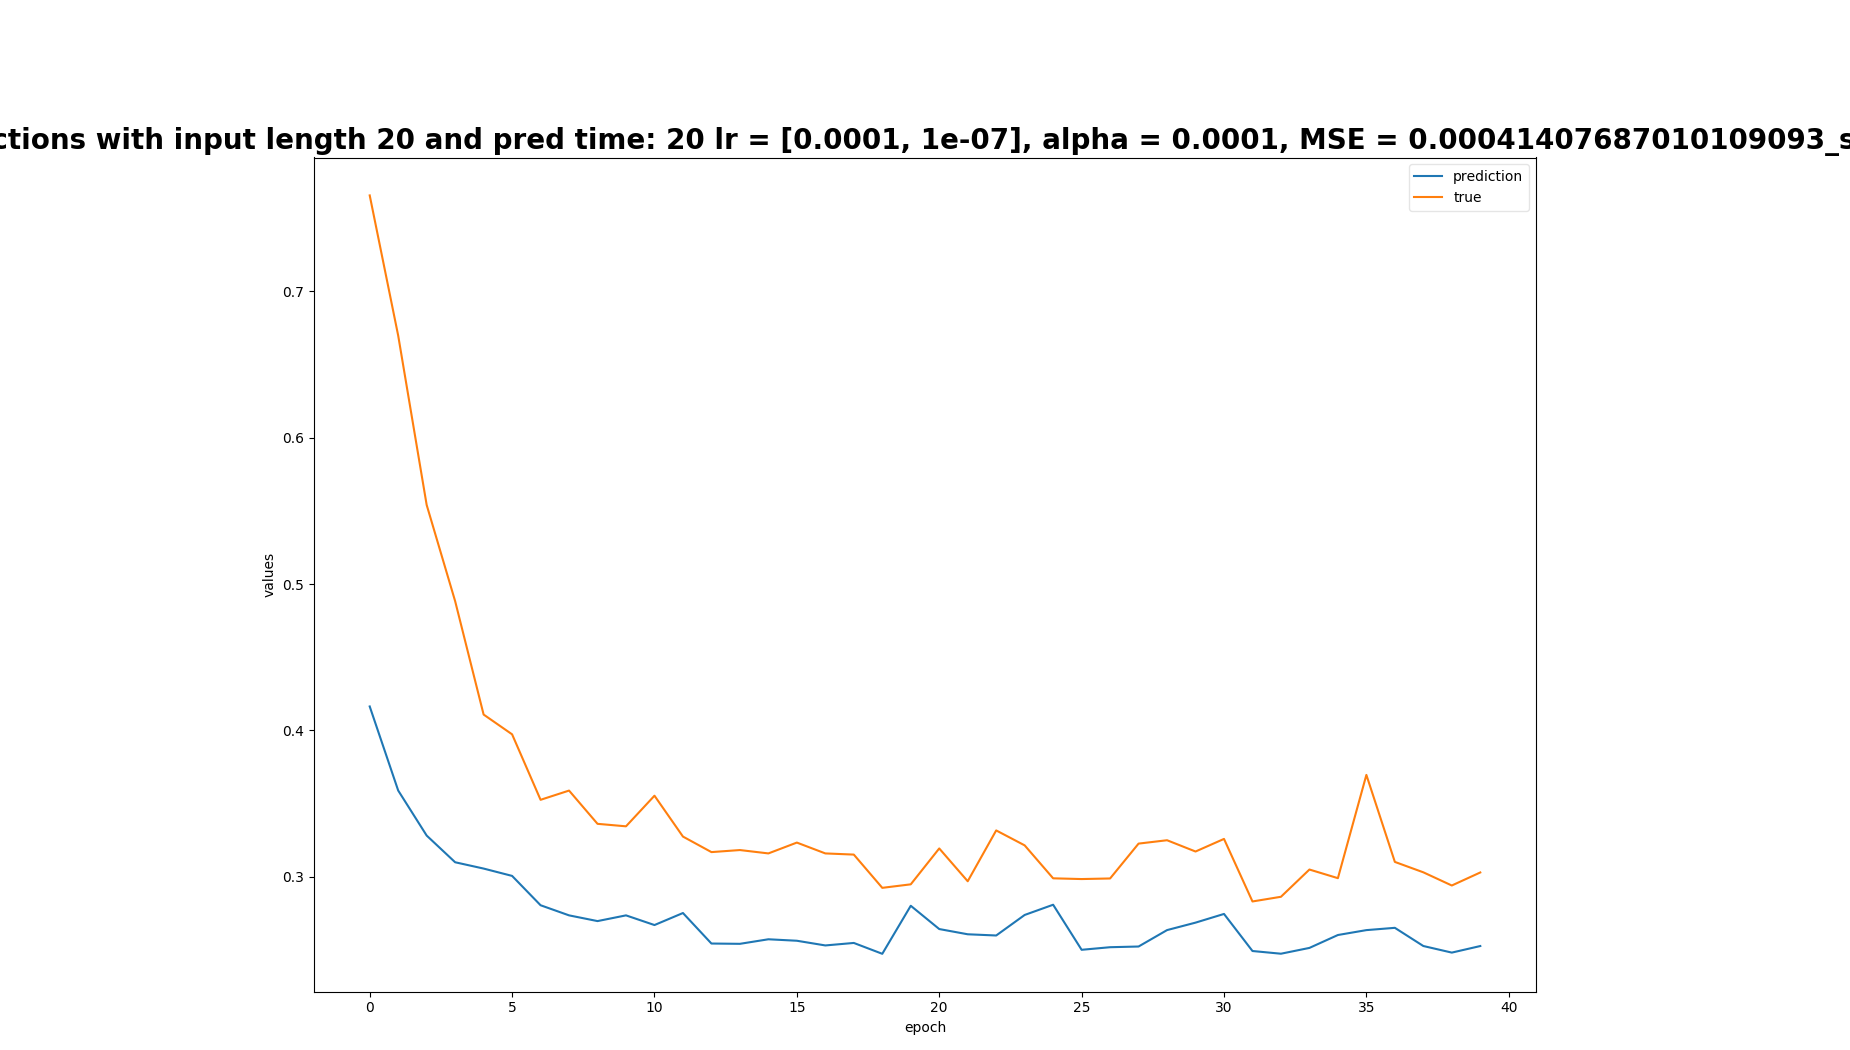 ctions with input length 20 and pred time: 20 lr = [0.0001, 1e-07], alpha = 0.0001, MSE = 0.00041407687010109093_s
prediction
true
0.7
0.6
0.5
0.4
0.3
values
0 5 10 15 20 25 30 35 40
epoch